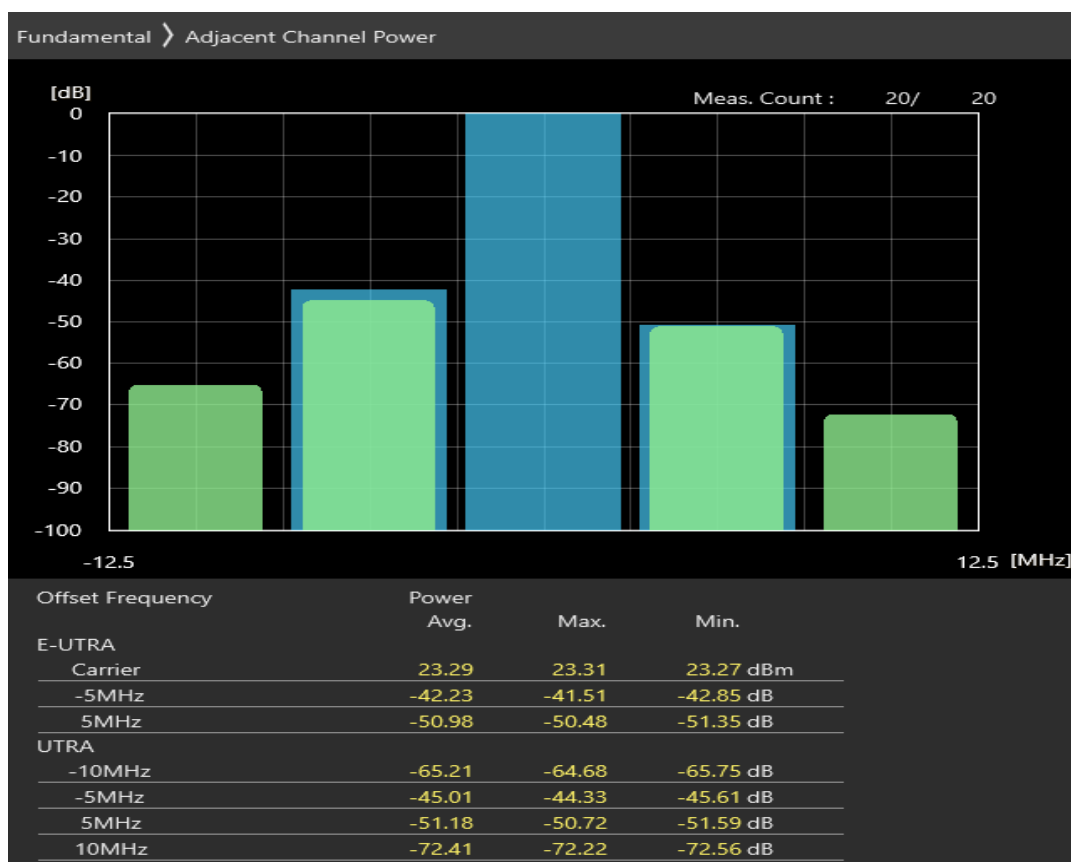 Fundamental ❯ Adjacent Channel Power
[dB]
Meas. Count : 20/ 20
0
-10
-20
-30
-40
-50
-60
-70
-80
-90
-100
-12.5 12.5 [MHz]
Offset Frequency Power
Avg. Max. Min.
E-UTRA
Carrier 23.29 23.31 23.27 dBm
-5MHz -42.23 -41.51 -42.85 dB
5MHz -50.98 -50.48 -51.35 dB
UTRA
-10MHz -65.21 -64.68 -65.75 dB
-5MHz -45.01 -44.33 -45.61 dB
5MHz -51.18 -50.72 -51.59 dB
10MHz -72.41 -72.22 -72.56 dB